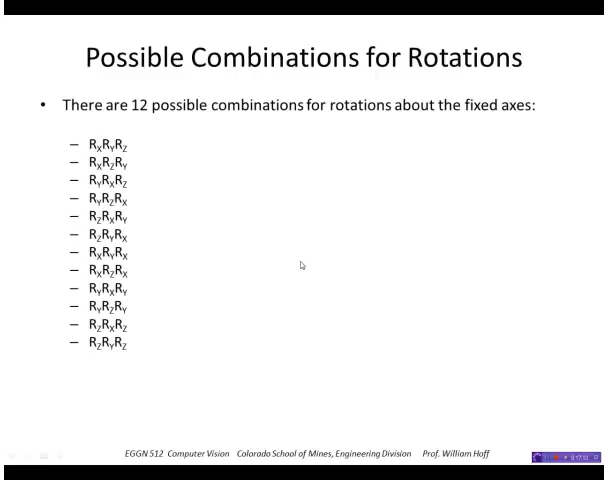 Possible Combinations for Rotations
• There are 12 possible combinations for rotations about the fixed axes:
– RXRYRZ
– RXRZRY
– RYRXRZ
– RYRZRX
– RZRXRY
– RZRYRX
– RXRYRX
– RXRZRX
– RYRXRY
– RYRZRY
– RZRXRZ
– RZRYRZ
EGGN 512 Computer Vision Colorado School of Mines, Engineering Division Prof. William Hoff